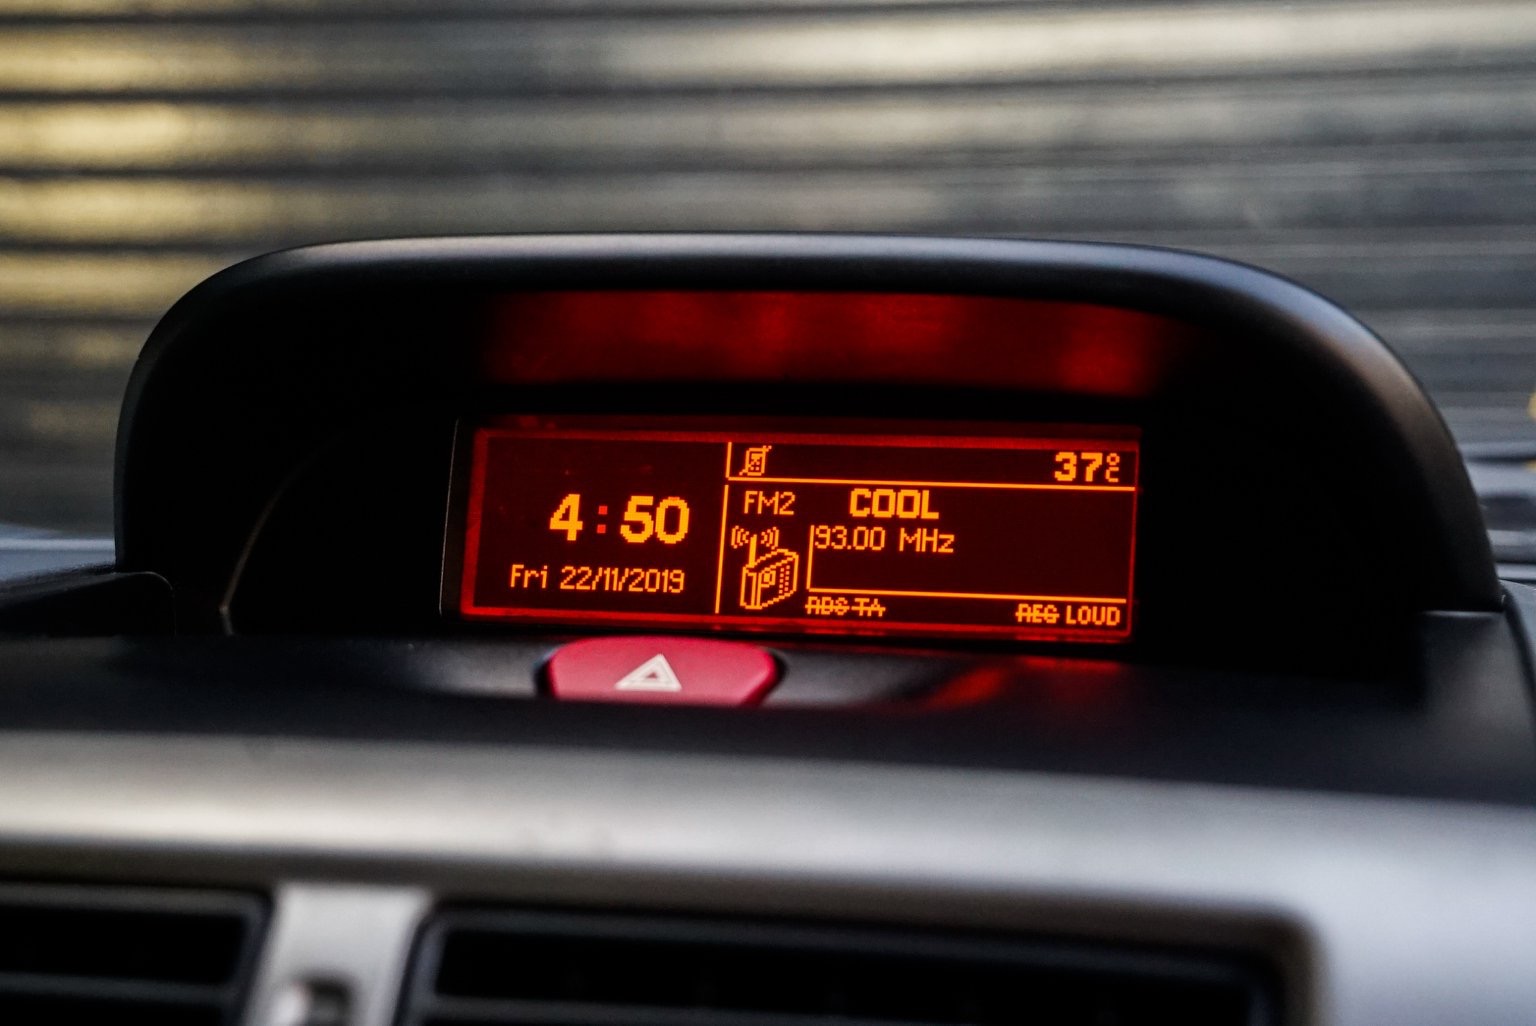 4:50
Fri 22/11/2019
37°C
FM2 COOL
93.00 MHz
RDS TA
REG LOUD